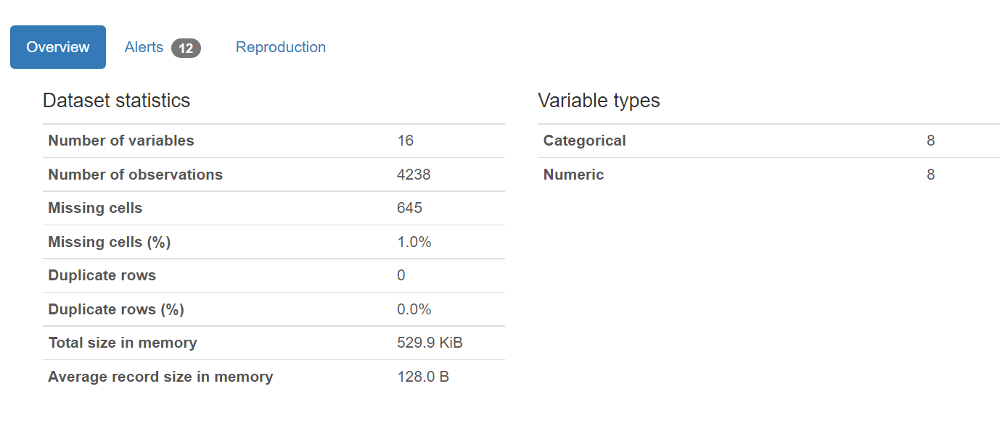 Overview Alerts 12 Reproduction
Dataset statistics
Number of variables 16
Number of observations 4238
Missing cells 645
Missing cells (%) 1.0%
Duplicate rows 0
Duplicate rows (%) 0.0%
Total size in memory 529.9 KiB
Average record size in memory 128.0 B
Variable types
Categorical 8
Numeric 8